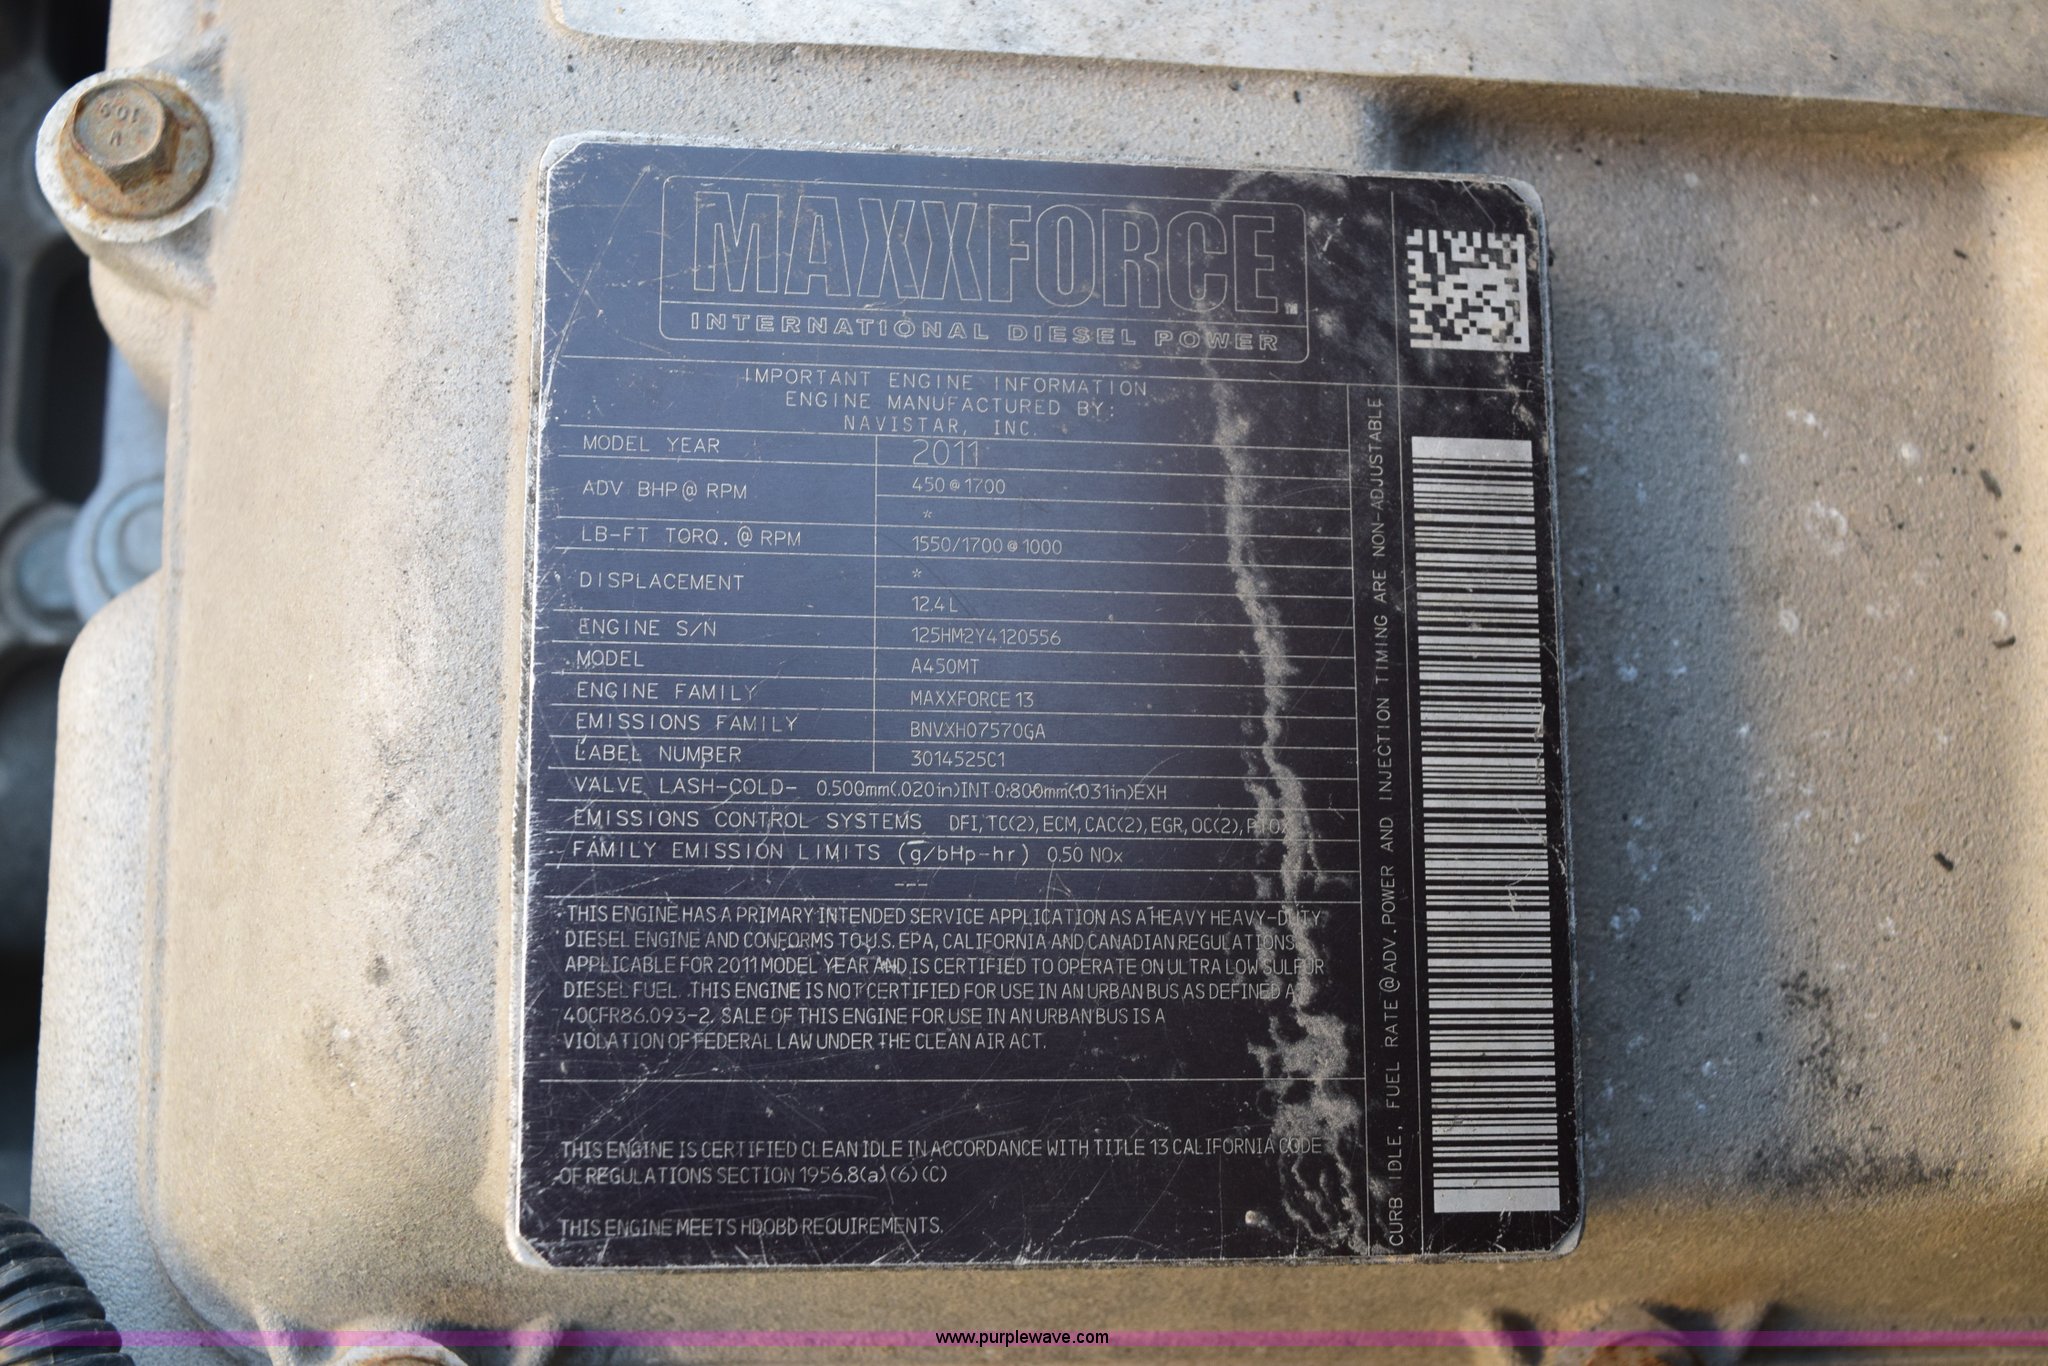 MAXXFORCE™
INTERNATIONAL DIESEL POWER
IMPORTANT ENGINE INFORMATION
ENGINE MANUFACTURED BY:
NAVISTAR, INC.
MODEL YEAR 2011
ADV BHP@RPM 450@1700
*
LB-FT TORQ.@RPM 1550/1700@1000
*
DISPLACEMENT 12.4L
ENGINE S/N 125HM2Y4120556
MODEL A450MT
ENGINE FAMILY MAXXFORCE 13
EMISSIONS FAMILY BNVXH07570GA
LABEL NUMBER 3014525C1
VALVE LASH-COLD- 0.500mm(.020in)INT 0.800mm(.031in)EXH
EMISSIONS CONTROL SYSTEMS DFI, TC(2), ECM, CAC(2), EGR, OC(2),
FAMILY EMISSION LIMITS (g/bHp-hr) 0.50 NOx
---
THIS ENGINE HAS A PRIMARY INTENDED SERVICE APPLICATION AS A HEAVY HEAVY-DUTY
DIESEL ENGINE AND CONFORMS TO U.S. EPA, CALIFORNIA AND CANADIAN REGULATIONS
APPLICABLE FOR 2011 MODEL YEAR AND IS CERTIFIED TO OPERATE ON ULTRA LOW SULFUR
DIESEL FUEL. THIS ENGINE IS NOT CERTIFIED FOR USE IN AN URBAN BUS AS DEFINED A
40CFR86.093-2. SALE OF THIS ENGINE FOR USE IN AN URBAN BUS IS A
VIOLATION OF FEDERAL LAW UNDER THE CLEAN AIR ACT.
THIS ENGINE IS CERTIFIED CLEAN IDLE IN ACCORDANCE WITH TITLE 13 CALIFORNIA CODE
OF REGULATIONS SECTION 1956.8(a)(6)(C)
THIS ENGINE MEETS HDOBD REQUIREMENTS.
CURB IDLE, FUEL RATE @ADV.POWER AND INJECTION TIMING ARE NON-ADJUSTABLE
10.9
www.purplewave.com